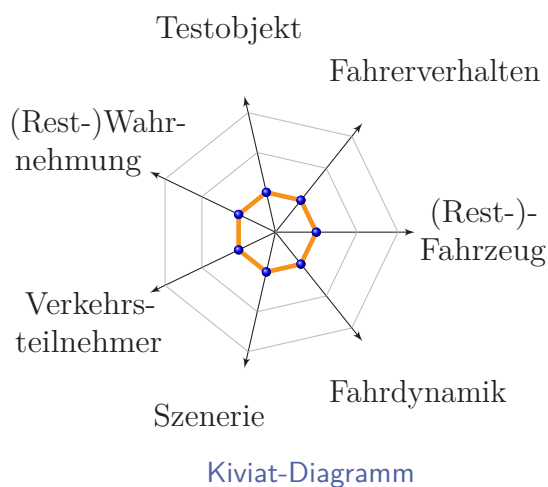 Testobjekt
Fahrerverhalten
(Rest-)Wahr-
nehmung
(Rest-)-
Fahrzeug
Verkehrs-
teilnehmer
Fahrdynamik
Szenerie
Kiviat-Diagramm